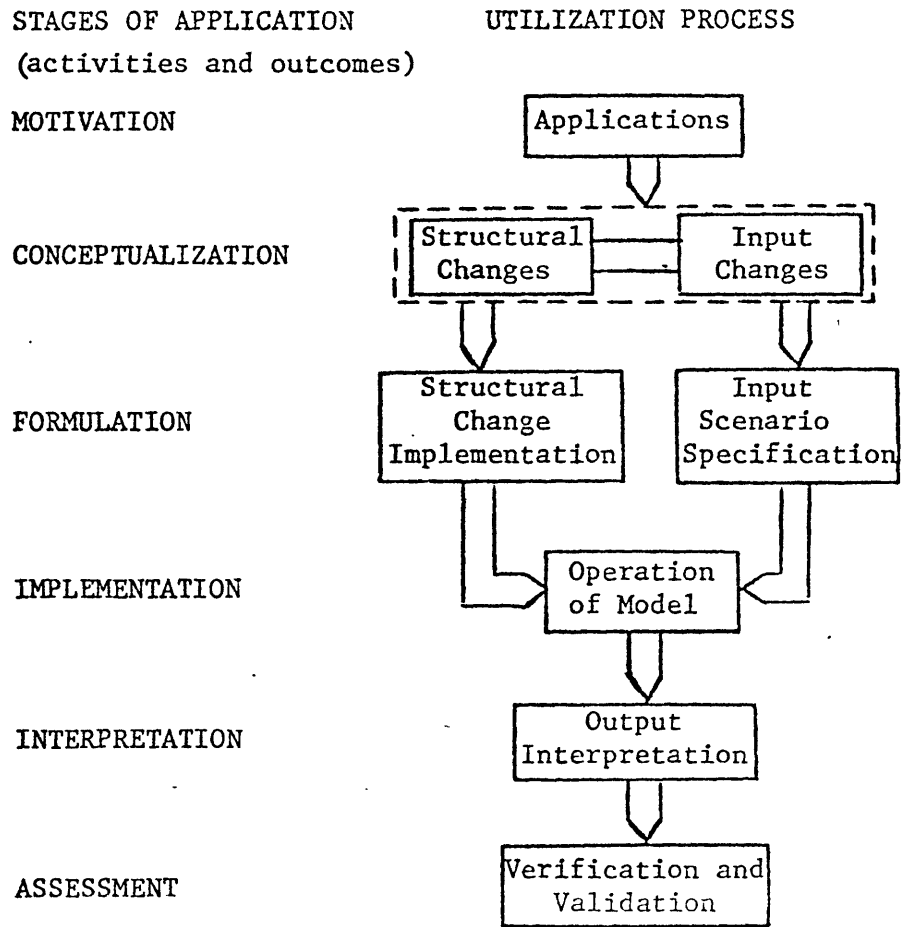 STAGES OF APPLICATION UTILIZATION PROCESS
(activities and outcomes)
MOTIVATION Applications
CONCEPTUALIZATION
Structural
Changes
Input
Changes
FORMULATION
Structural
Change
Implementation
Input
Scenario
Specification
IMPLEMENTATION
Operation
of Model
INTERPRETATION
Output
Interpretation
ASSESSMENT
Verification and
Validation